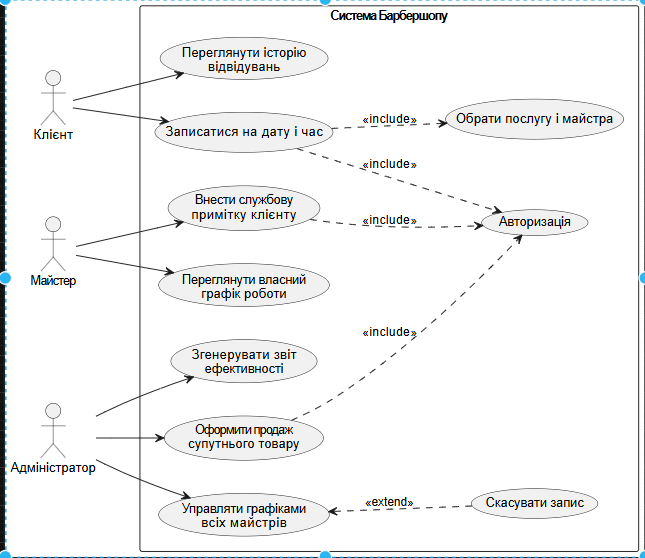 Система Барбершопу
Переглянути історію
відвідувань
Клієнт
Записатися на дату і час
«include»
Обрати послугу і майстра
«include»
Внести службову
примітку клієнту
«include»
Авторизація
Майстер
Переглянути власний
графік роботи
«include»
Згенерувати звіт
ефективності
Оформити продаж
супутнього товару
Адміністратор
Управляти графіками
всіх майстрів
«extend»
Скасувати запис